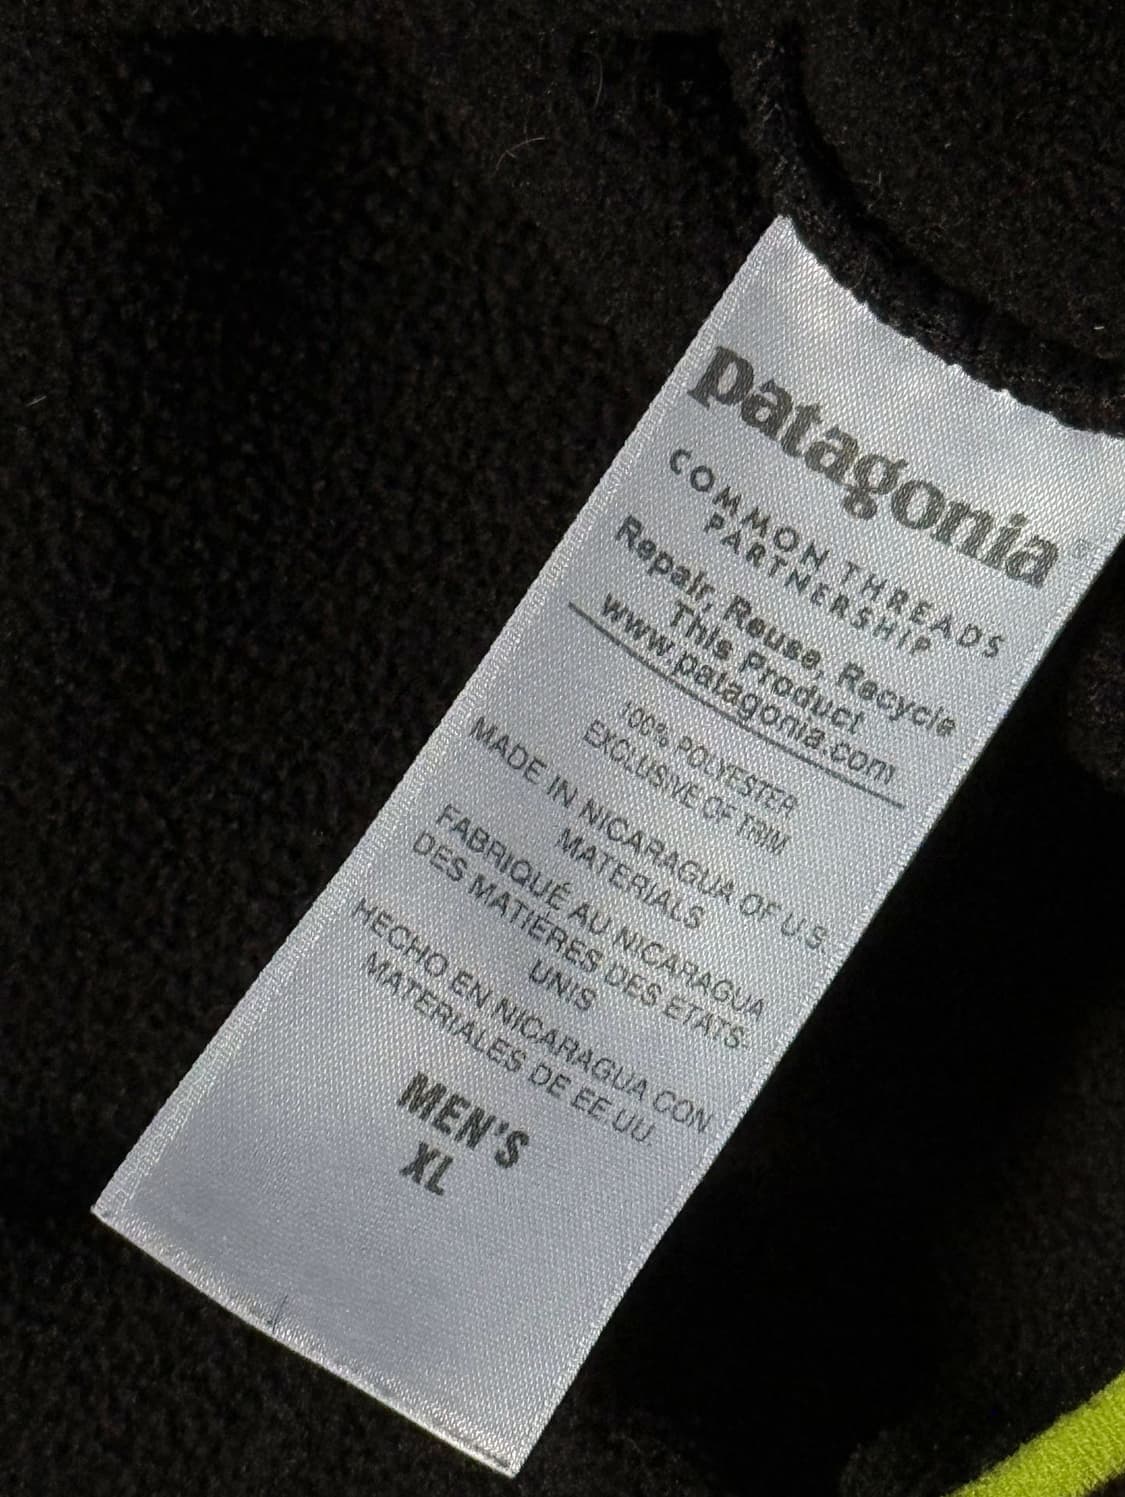 patagonia®
COMMON THREADS
PARTNERSHIP
Repair, Reuse, Recycle
This Product
www.patagonia.com
100% POLYESTER
EXCLUSIVE OF TRIM
MADE IN NICARAGUA OF U.S.
MATERIALS
FABRIQUÉ AU NICARAGUA
DES MATIÈRES DES ETATS-
UNIS
HECHO EN NICARAGUA CON
MATERIALES DE EE.UU.
MEN'S
XL